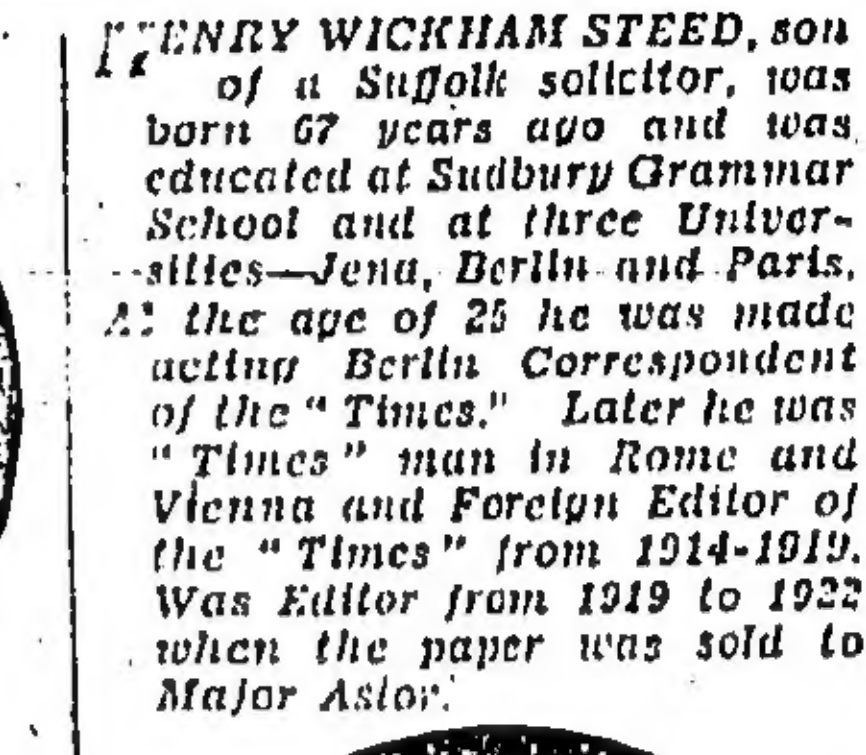 HENRY WICKHAM STEED, son
of a Suffolk solicitor, was
born 67 years ago and was
educated at Sudbury Grammar
School and at three Univer-
sities—Jena, Berlin and Paris.
At the age of 25 he was made
acting Berlin Correspondent
of the "Times." Later he was
"Times" man in Rome and
Vienna and Foreign Editor of
the "Times" from 1914-1919.
Was Editor from 1919 to 1922
when the paper was sold to
Major Astor.